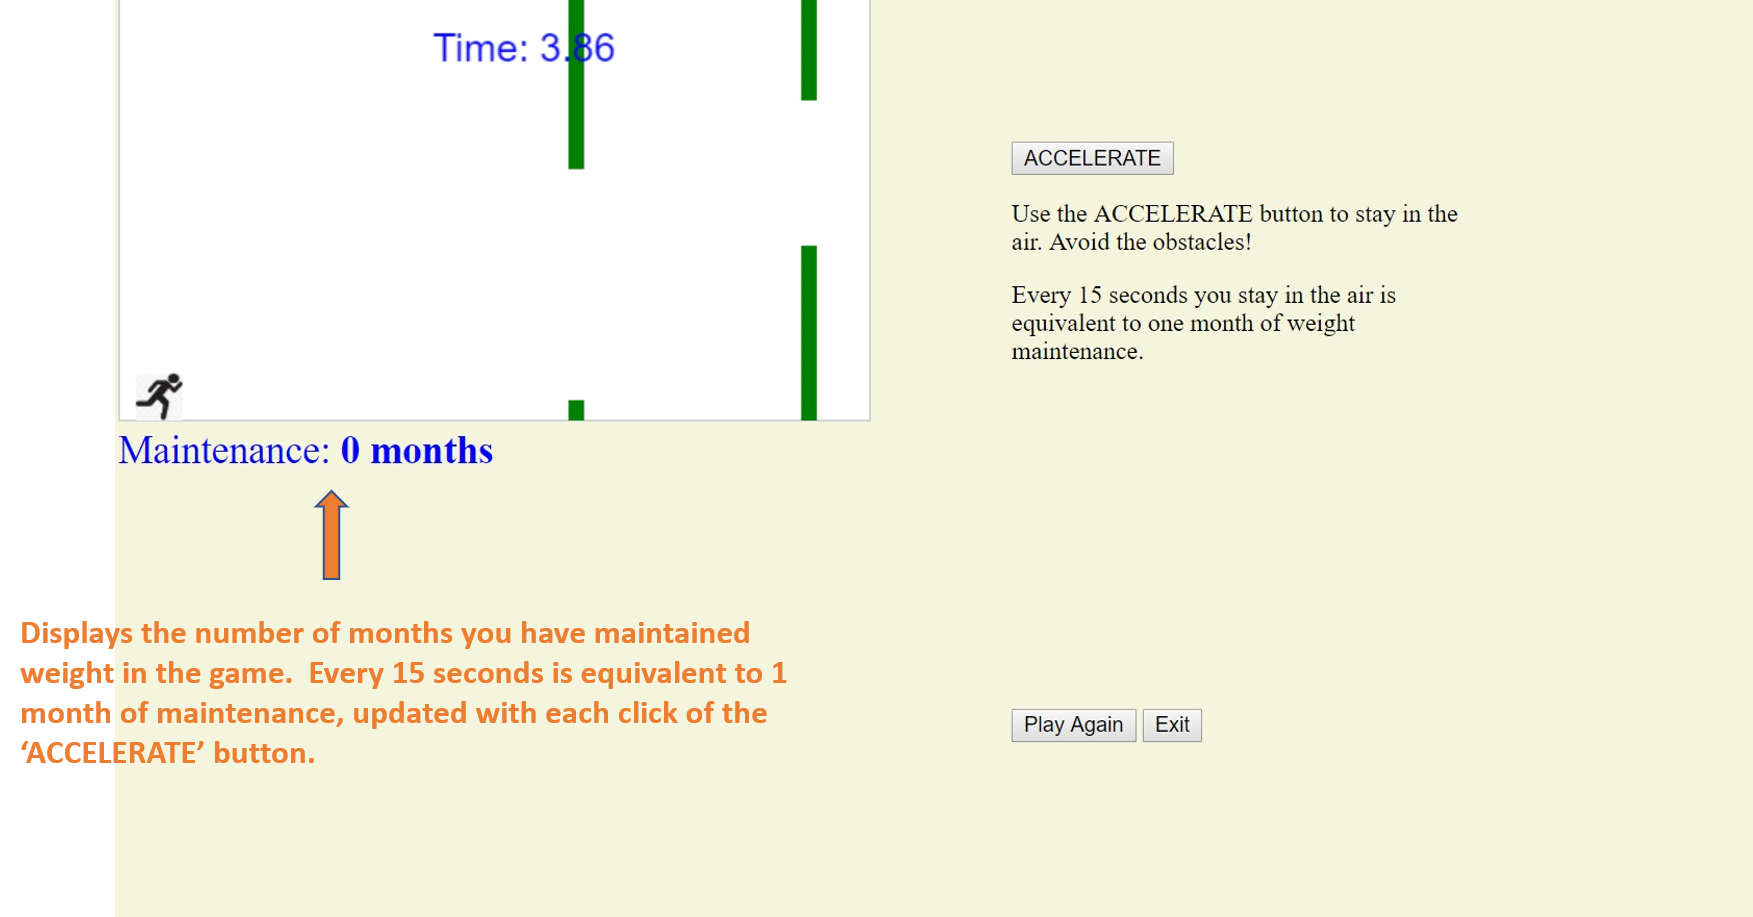 Time: 3.86
Maintenance: 0 months
Displays the number of months you have maintained
weight in the game.  Every 15 seconds is equivalent to 1
month of maintenance, updated with each click of the
‘ACCELERATE’ button.
ACCELERATE
Use the ACCELERATE button to stay in the
air. Avoid the obstacles!
Every 15 seconds you stay in the air is
equivalent to one month of weight
maintenance.
Play Again
Exit